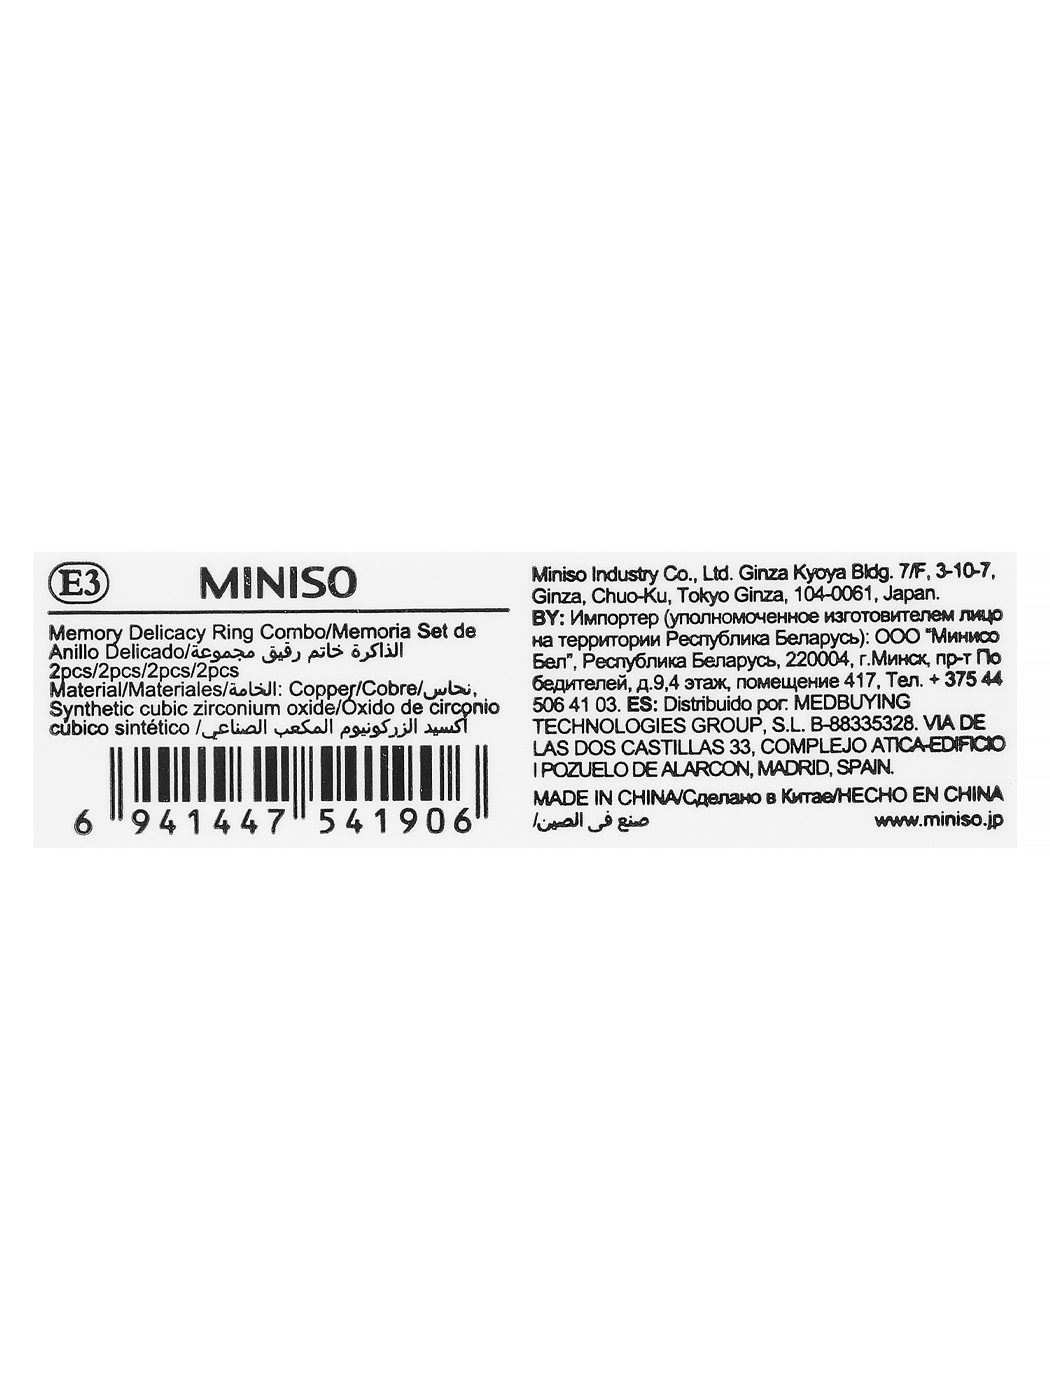 E3 MINISO
Memory Delicacy Ring Combo/Memoria Set de
Anillo Delicado/الذاكرة خاتم رقيق مجموعة
2pcs/2pcs/2pcs/2pcs
Material/Materiales/الخامة: Copper/Cobre/نحاس,
Synthetic cubic zirconium oxide/Óxido de circonio
cúbico sintético /أكسيد الزركونيوم المكعب الصناعي
6 941447 541906
Miniso Industry Co., Ltd. Ginza Kyoya Bldg. 7/F, 3-10-7,
Ginza, Chuo-Ku, Tokyo Ginza, 104-0061, Japan.
BY: Импортер (уполномоченное изготовителем лицо
на территории Республика Беларусь): ООО "Минисо
Бел", Республика Беларусь, 220004, г.Минск, пр-т По
бедителей, д.9,4 этаж, помещение 417, Тел. + 375 44
506 41 03. ES: Distribuido por: MEDBUYING
TECHNOLOGIES GROUP, S.L. B-88335328. VIA DE
LAS DOS CASTILLAS 33, COMPLEJO ATICA-EDIFICIO
I POZUELO DE ALARCON, MADRID, SPAIN.
MADE IN CHINA/Сделано в Китае/HECHO EN CHINA
/صنع في الصين www.miniso.jp